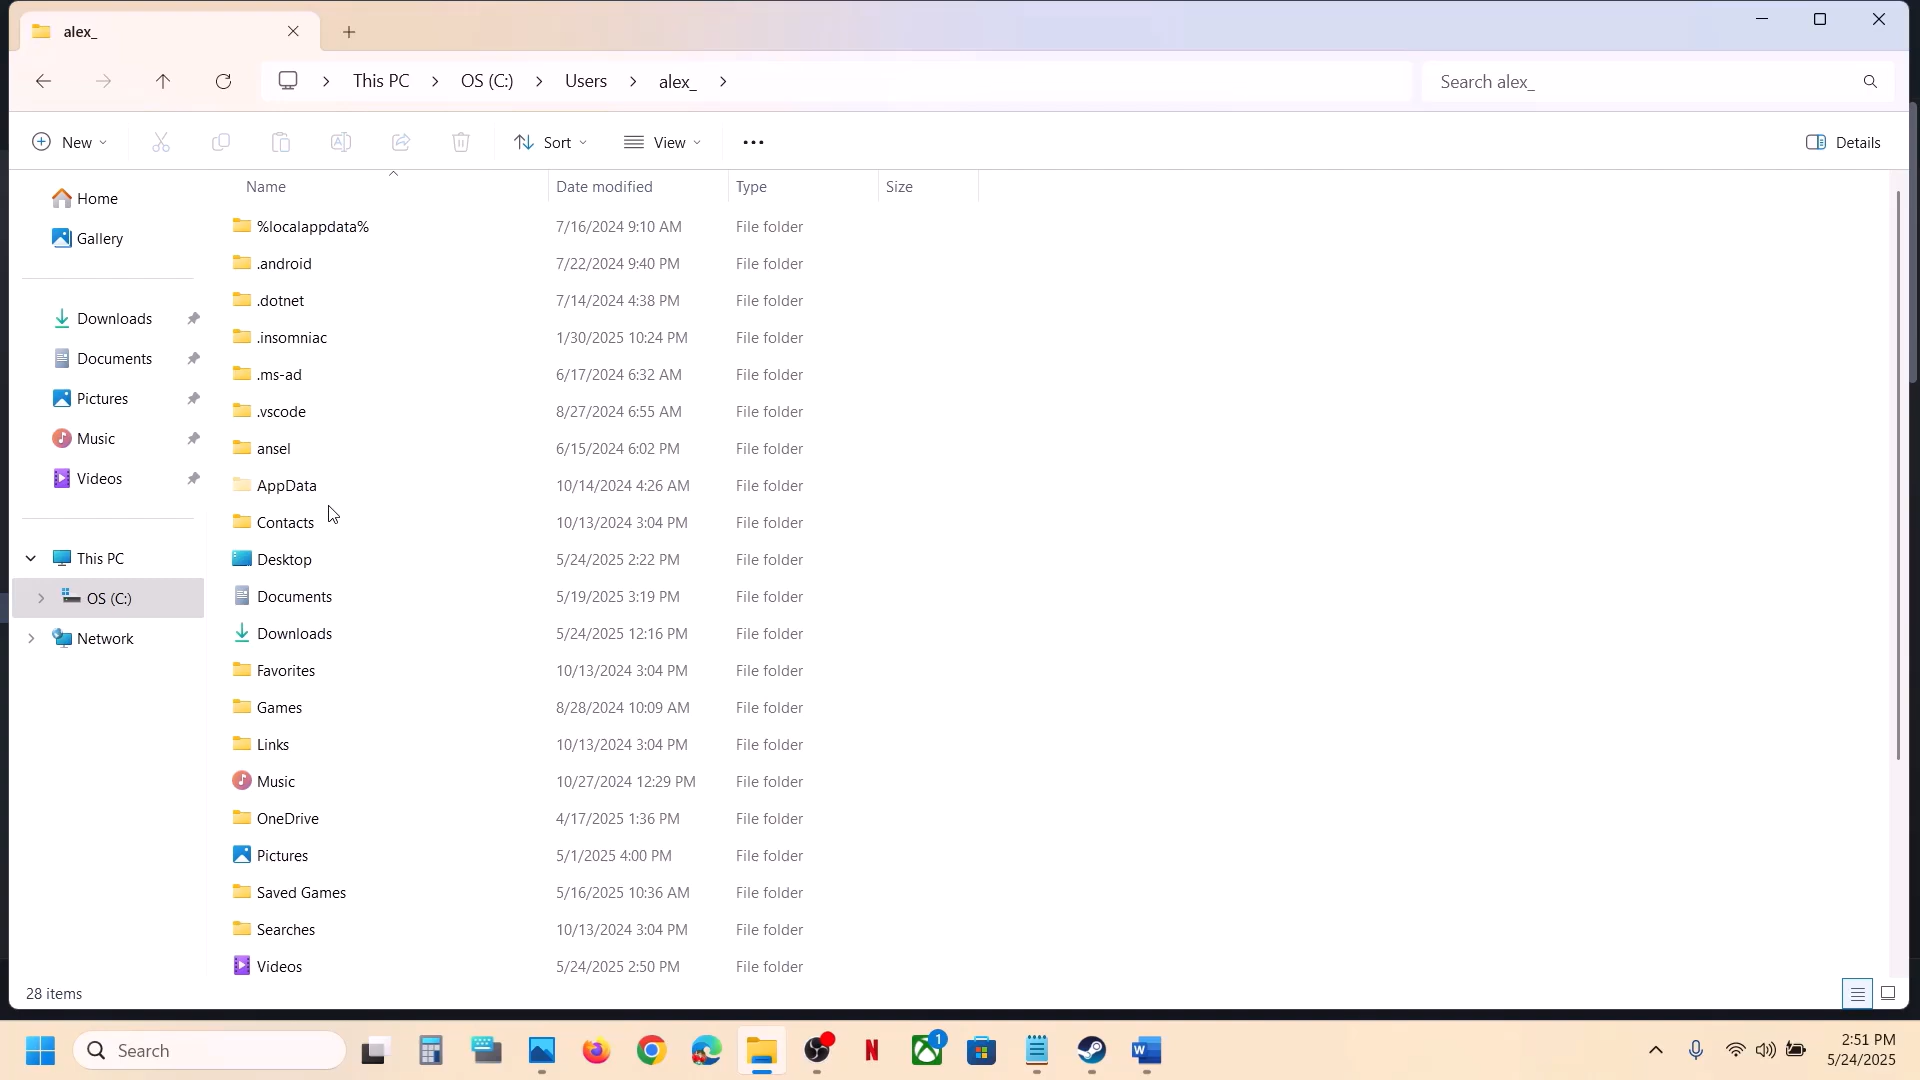 alex_
This PC
OS (C:)
Users
alex_
Search alex_
New
Sort
View
Details
Home
Gallery
Downloads
Documents
Pictures
Music
Videos
This PC
OS (C:)
Network
Name Date modified Type Size
%localappdata% 7/16/2024 9:10 AM File folder
.android 7/22/2024 9:40 PM File folder
.dotnet 7/14/2024 4:38 PM File folder
.insomniac 1/30/2025 10:24 PM File folder
.ms-ad 6/17/2024 6:32 AM File folder
.vscode 8/27/2024 6:55 AM File folder
ansel 6/15/2024 6:02 PM File folder
AppData 10/14/2024 4:26 AM File folder
Contacts 10/13/2024 3:04 PM File folder
Desktop 5/24/2025 2:22 PM File folder
Documents 5/19/2025 3:19 PM File folder
Downloads 5/24/2025 12:16 PM File folder
Favorites 10/13/2024 3:04 PM File folder
Games 8/28/2024 10:09 AM File folder
Links 10/13/2024 3:04 PM File folder
Music 10/27/2024 12:29 PM File folder
OneDrive 4/17/2025 1:36 PM File folder
Pictures 5/1/2025 4:00 PM File folder
Saved Games 5/16/2025 10:36 AM File folder
Searches 10/13/2024 3:04 PM File folder
Videos 5/24/2025 2:50 PM File folder
28 items
Search
1
2:51 PM
5/24/2025